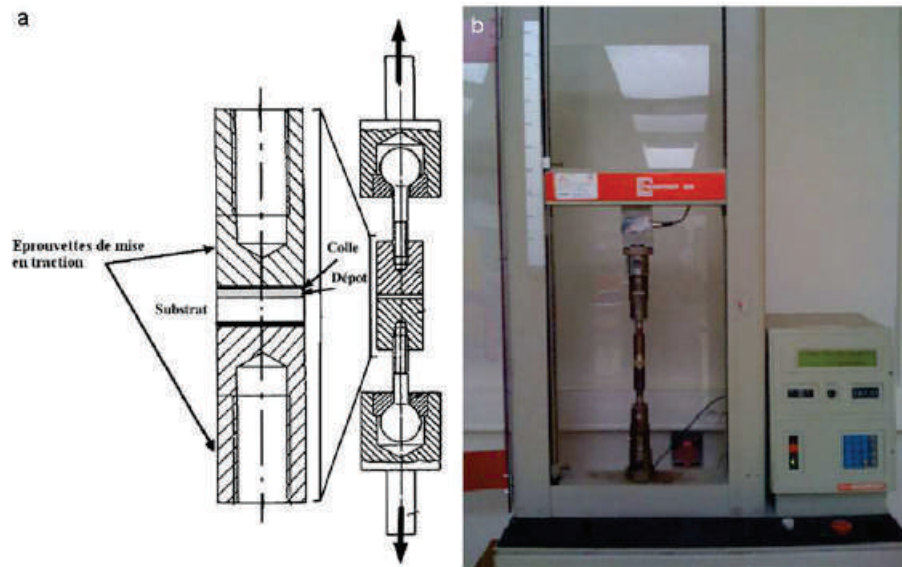 a
b
Eprouvettes de mise
en traction
Colle
Dépot
Substrat